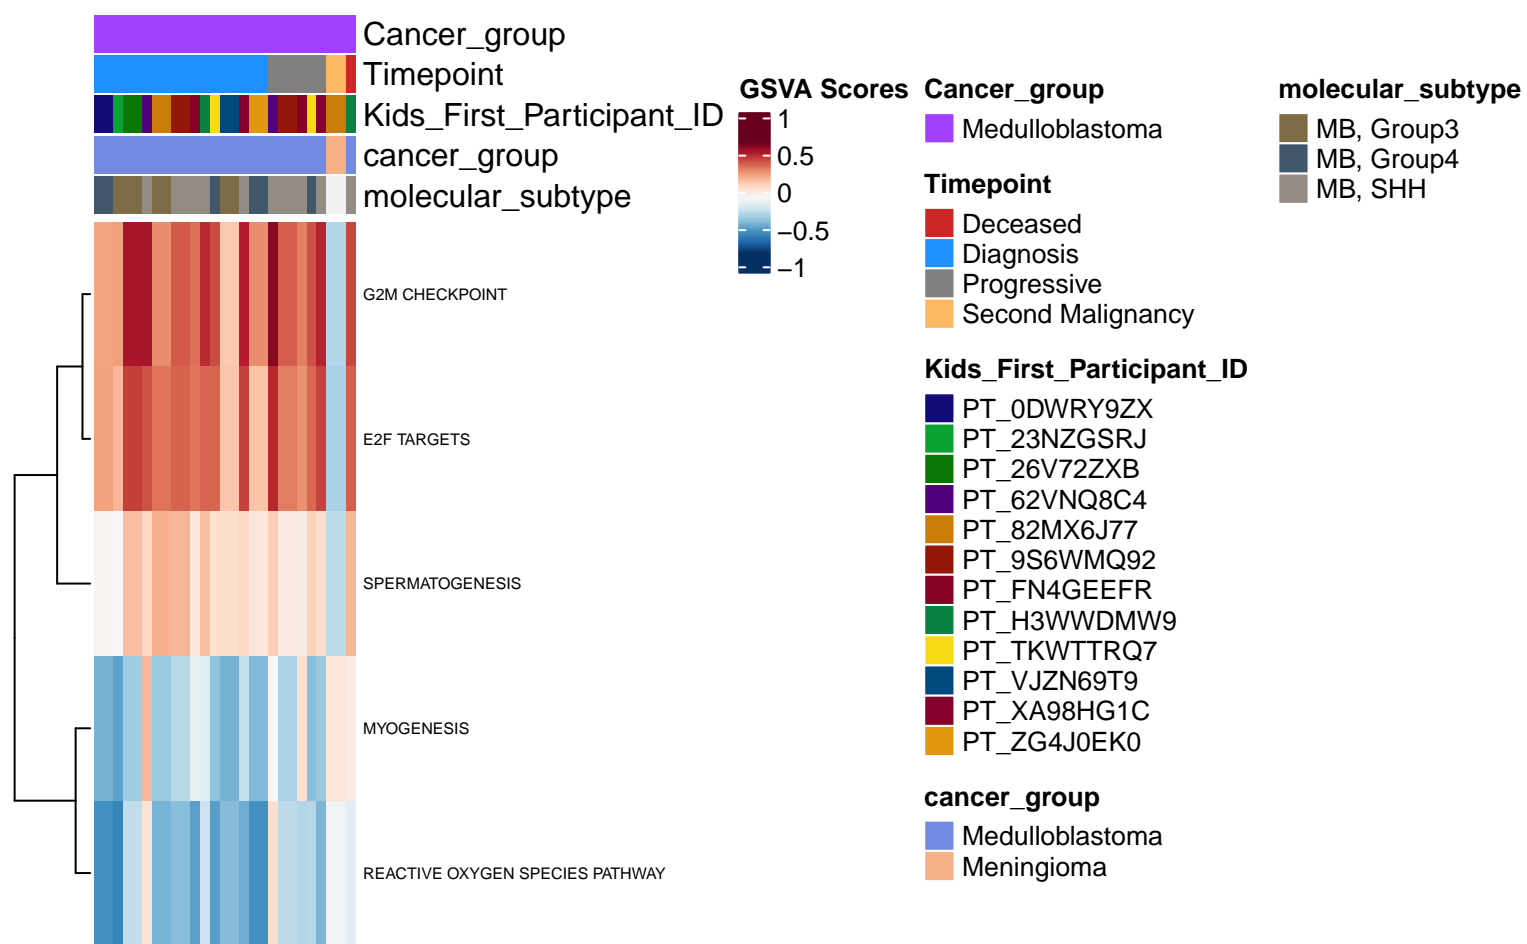 Cancer_group
Timepoint
Kids_First_Participant_ID
cancer_group
molecular_subtype
G2M CHECKPOINT
E2F TARGETS
SPERMATOGENESIS
MYOGENESIS
REACTIVE OXYGEN SPECIES PATHWAY
GSVA Scores
1
0.5
0
−0.5
−1
Cancer_group
Medulloblastoma
Timepoint
Deceased
Diagnosis
Progressive
Second Malignancy
Kids_First_Participant_ID
PT_0DWRY9ZX
PT_23NZGSRJ
PT_26V72ZXB
PT_62VNQ8C4
PT_82MX6J77
PT_9S6WMQ92
PT_FN4GEEFR
PT_H3WWDMW9
PT_TKWTTRQ7
PT_VJZN69T9
PT_XA98HG1C
PT_ZG4J0EK0
cancer_group
Medulloblastoma
Meningioma
molecular_subtype
MB, Group3
MB, Group4
MB, SHH